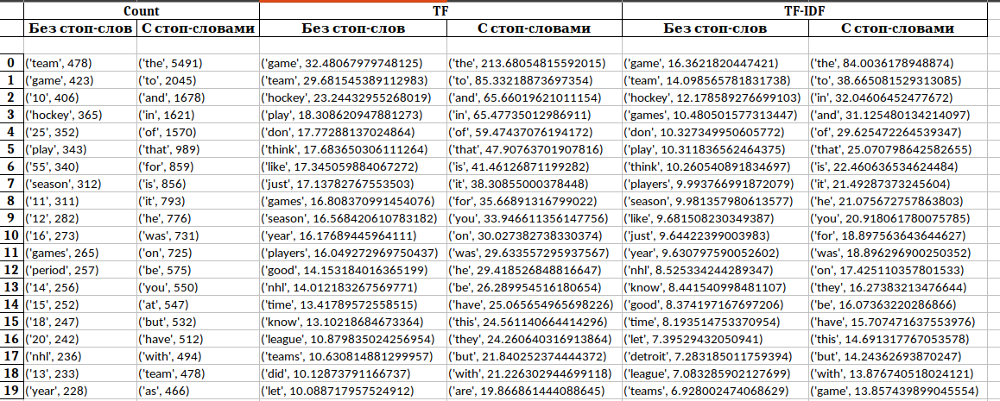 Count TF TF-IDF
Без стоп-слов С стоп-словами Без стоп-слов С стоп-словами Без стоп-слов С стоп-словами
0 ('team', 478) ('the', 5491) ('game', 32.48067979748125) ('the', 213.68054815592015) ('game', 16.3621820447421) ('the', 84.0036178948874)
1 ('game', 423) ('to', 2045) ('team', 29.681545389112983) ('to', 85.33218873697354) ('team', 14.098565781831738) ('to', 38.665081529313085)
2 ('10', 406) ('and', 1678) ('hockey', 23.24432955268019) ('and', 65.66019621011154) ('hockey', 12.178589276699103) ('in', 32.04606452477672)
3 ('hockey', 365) ('in', 1621) ('play', 18.308620947881273) ('in', 65.47735012986911) ('games', 10.480501577313447) ('and', 31.125480134214097)
4 ('25', 352) ('of', 1570) ('don', 17.77288137024864) ('of', 59.47437076194172) ('don', 10.327349950605772) ('of', 29.625472264539347)
5 ('play', 343) ('that', 989) ('think', 17.683650306111264) ('that', 47.90763701907816) ('play', 10.311836562464375) ('that', 25.070798642582655)
6 ('55', 340) ('for', 859) ('like', 17.345059884067272) ('is', 41.46126871199282) ('think', 10.260540891834697) ('is', 22.460636534624484)
7 ('season', 312) ('is', 856) ('just', 17.13782767553503) ('it', 38.30855000378448) ('players', 9.993766991872079) ('it', 21.49287373245604)
8 ('11', 311) ('it', 793) ('games', 16.808370991454076) ('for', 35.66891316799022) ('season', 9.981357980613577) ('he', 21.075672757863803)
9 ('12', 282) ('he', 776) ('season', 16.568420610783182) ('you', 33.946611356147756) ('like', 9.681508230349387) ('you', 20.918061780075785)
10 ('16', 273) ('was', 731) ('year', 16.17689445964111) ('on', 30.027382738330374) ('just', 9.64422399003983) ('for', 18.897563643644627)
11 ('games', 265) ('on', 725) ('players', 16.049272969750437) ('was', 29.633557295937567) ('year', 9.630797590052602) ('was', 18.896296900250352)
12 ('period', 257) ('be', 575) ('good', 14.153184016365199) ('he', 29.418526848816647) ('nhl', 8.525334244289347) ('on', 17.425110357801533)
13 ('14', 256) ('you', 550) ('nhl', 14.012183267569771) ('be', 26.289954516180654) ('know', 8.441540998481107) ('they', 16.27383213476644)
14 ('15', 252) ('at', 547) ('time', 13.41789572558515) ('have', 25.065654965698226) ('good', 8.374197167697206) ('be', 16.07363220286866)
15 ('18', 247) ('but', 532) ('know', 13.10218684673364) ('this', 24.561140664414296) ('time', 8.193514753370954) ('have', 15.707471637553976)
16 ('20', 242) ('have', 512) ('league', 10.879835024256954) ('they', 24.260640316913864) ('let', 7.39529432050941) ('this', 14.691317767053578)
17 ('nhl', 236) ('with', 494) ('teams', 10.630814881299957) ('but', 21.840252374444372) ('detroit', 7.283185011759394) ('but', 14.24362693870247)
18 ('13', 233) ('team', 478) ('did', 10.12873791166737) ('with', 21.226302944699118) ('league', 7.083285902127699) ('with', 13.876740518024121)
19 ('year', 228) ('as', 466) ('let', 10.088717957524912) ('are', 19.866861444088645) ('teams', 6.928002474068629) ('game', 13.857439899045554)